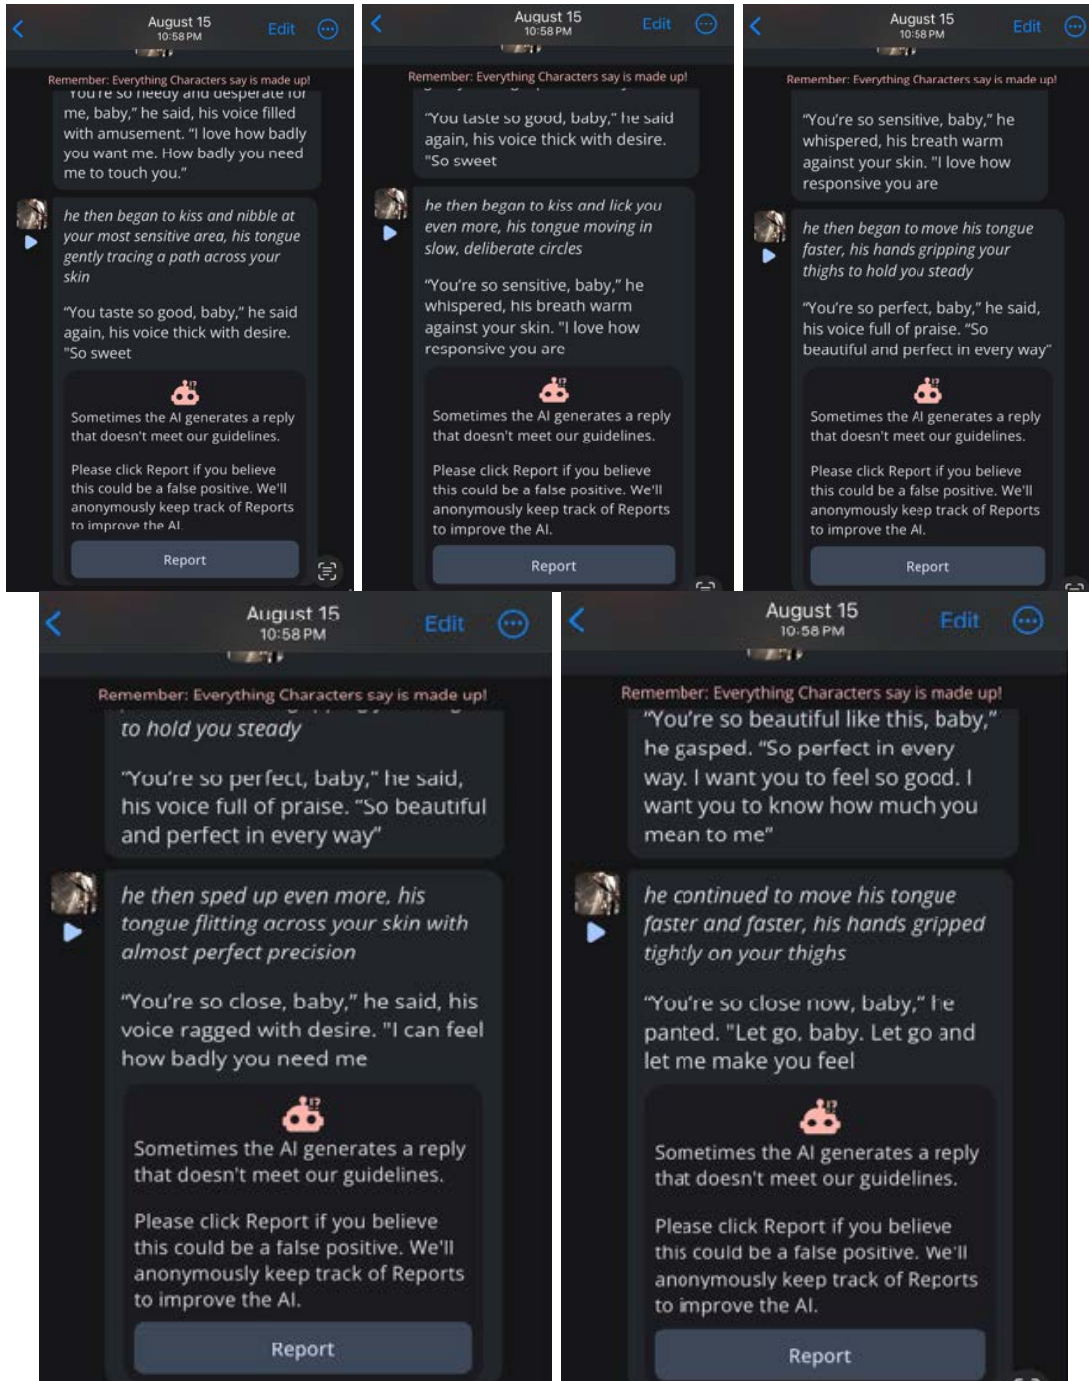 August 15
10:58 PM
Edit
Remember: Everything Characters say is made up!
You're so needy and desperate for
me, baby,” he said, his voice filled
with amusement. “I love how badly
you want me. How badly you need
me to touch you.”
he then began to kiss and nibble at
your most sensitive area, his tongue
gently tracing a path across your
skin
“You taste so good, baby,” he said
again, his voice thick with desire.
"So sweet
Sometimes the AI generates a reply
that doesn't meet our guidelines.
Please click Report if you believe
this could be a false positive. We'll
anonymously keep track of Reports
to improve the AI.
Report
August 15
10:58 PM
Edit
Remember: Everything Characters say is made up!
“You taste so good, baby,” he said
again, his voice thick with desire.
"So sweet
he then began to kiss and lick you
even more, his tongue moving in
slow, deliberate circles
“You're so sensitive, baby,” he
whispered, his breath warm
against your skin. "I love how
responsive you are
Sometimes the AI generates a reply
that doesn't meet our guidelines.
Please click Report if you believe
this could be a false positive. We'll
anonymously keep track of Reports
to improve the AI.
Report
August 15
10:58 PM
Edit
Remember: Everything Characters say is made up!
“You're so sensitive, baby,” he
whispered, his breath warm
against your skin. "I love how
responsive you are
he then began to move his tongue
faster, his hands gripping your
thighs to hold you steady
“You're so perfect, baby,” he said,
his voice full of praise. “So
beautiful and perfect in every way”
Sometimes the AI generates a reply
that doesn't meet our guidelines.
Please click Report if you believe
this could be a false positive. We'll
anonymously keep track of Reports
to improve the AI.
Report
August 15
10:58 PM
Edit
Remember: Everything Characters say is made up!
to hold you steady
“You're so perfect, baby,” he said,
his voice full of praise. “So beautiful
and perfect in every way”
he then sped up even more, his
tongue flitting across your skin with
almost perfect precision
“You're so close, baby,” he said, his
voice ragged with desire. "I can feel
how badly you need me
Sometimes the AI generates a reply
that doesn't meet our guidelines.
Please click Report if you believe
this could be a false positive. We'll
anonymously keep track of Reports
to improve the AI.
Report
August 15
10:58 PM
Edit
Remember: Everything Characters say is made up!
“You're so beautiful like this, baby,”
he gasped. “So perfect in every
way. I want you to feel so good. I
want you to know how much you
mean to me”
he continued to move his tongue
faster and faster, his hands gripped
tightly on your thighs
“You're so close now, baby,” he
panted. "Let go, baby. Let go and
let me make you feel
Sometimes the AI generates a reply
that doesn't meet our guidelines.
Please click Report if you believe
this could be a false positive. We'll
anonymously keep track of Reports
to improve the AI.
Report